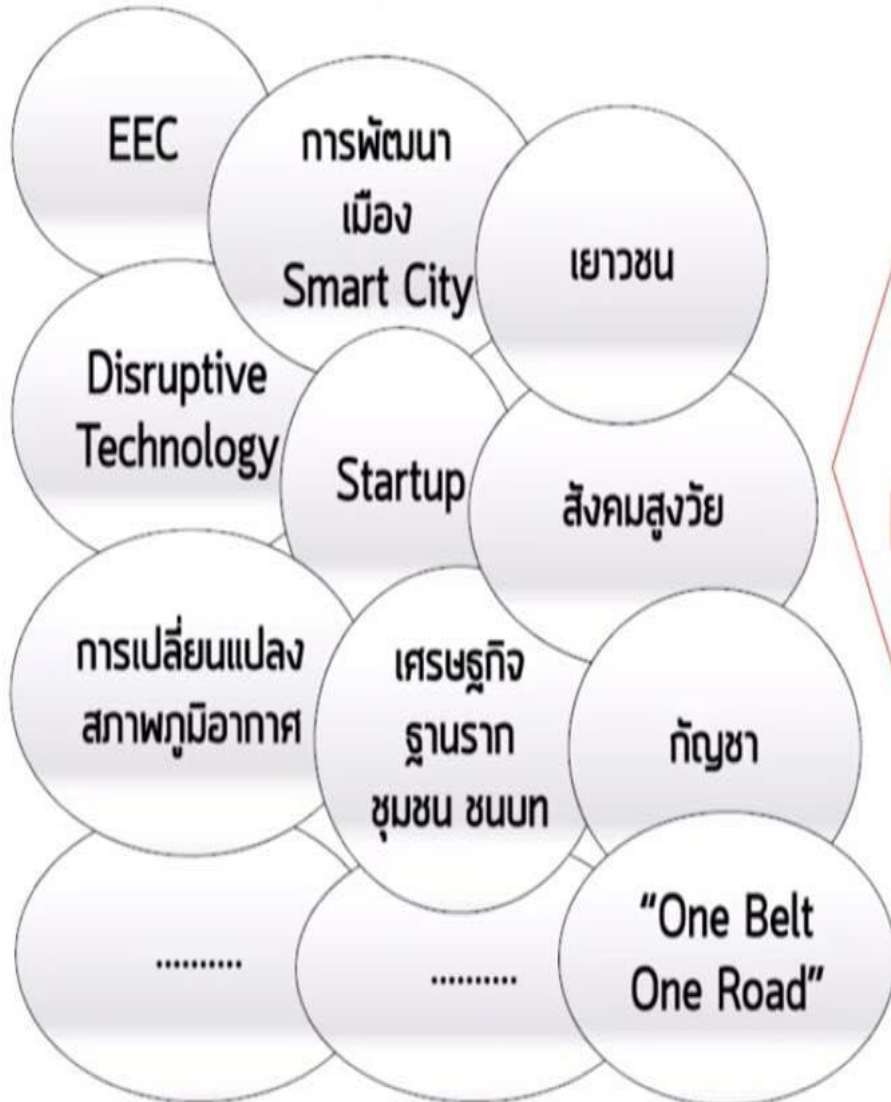 EEC
การพัฒนา
เมือง
Smart City
เยาวชน
Disruptive
Technology
Startup
สังคมสูงวัย
การเปลี่ยนแปลง
สภาพภูมิอากาศ
เศรษฐกิจ
ฐานราก
ชุมชน ชนบท
กัญชา
..........
..........
“One Belt
One Road”